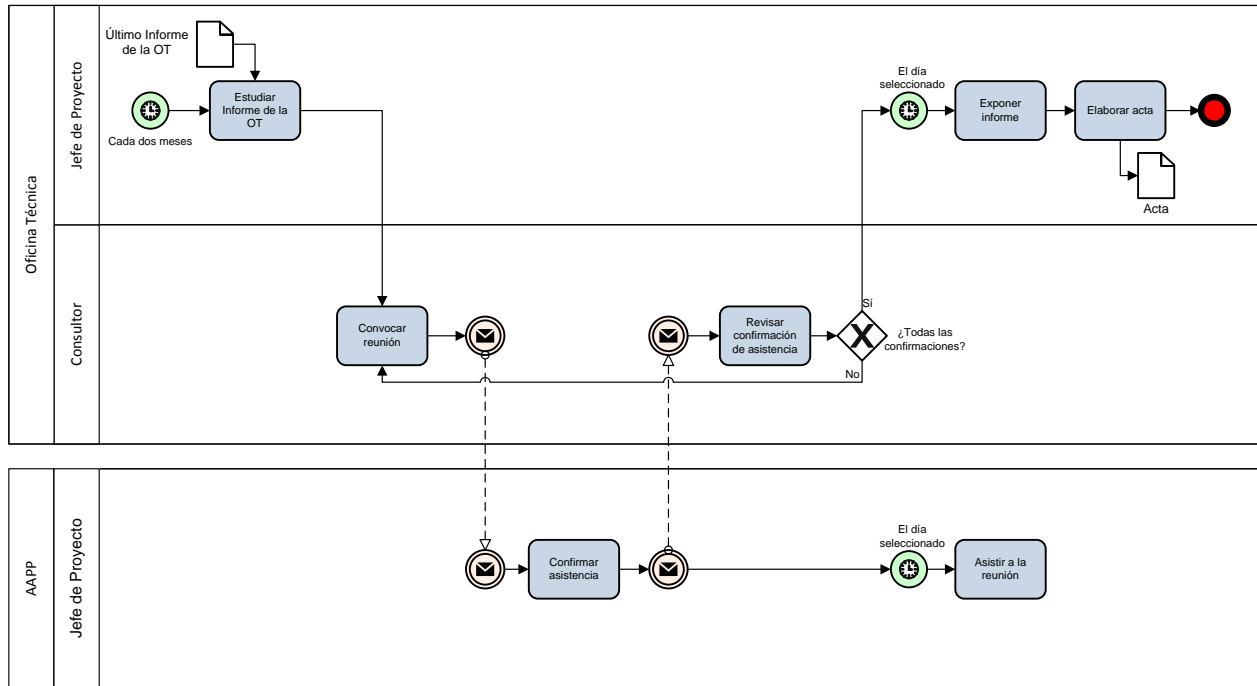 Oficina Técnica
Jefe de Proyecto
Último Informe
de la OT
Cada dos meses
Estudiar
Informe de la
OT
El día
seleccionado
Exponer
informe
Elaborar acta
Acta
Consultor
Convocar
reunión
Revisar
confirmación
de asistencia
Sí
¿Todas las
confirmaciones?
No
AAPP
Jefe de Proyecto
Confirmar
asistencia
El día
seleccionado
Asistir a la
reunión